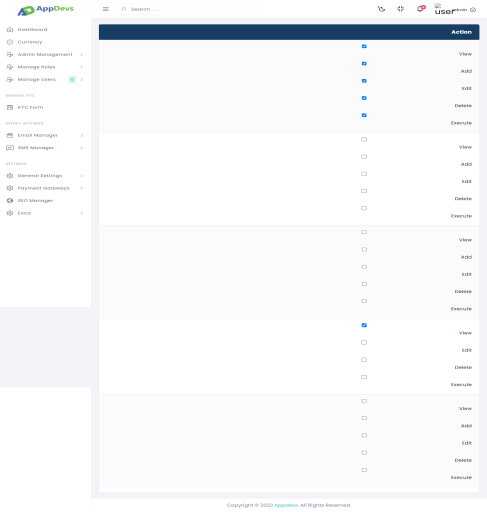 AppDevs
Search......
user
admin
Dashboard
Currency
Admin Management
Manage Roles
Manage Users
MANAGE KYC
KYC Form
NOTIFY SETTINGS
Email Manager
SMS Manager
SETTINGS
General Settings
Payment Gateways
SEO Manager
Extra
Action
View
Add
Edit
Delete
Execute
View
Add
Edit
Delete
Execute
View
Add
Edit
Delete
Execute
View
Edit
Delete
Execute
View
Add
Edit
Delete
Execute
Copyright © 2022 Appdevs. All Rights Reserved.